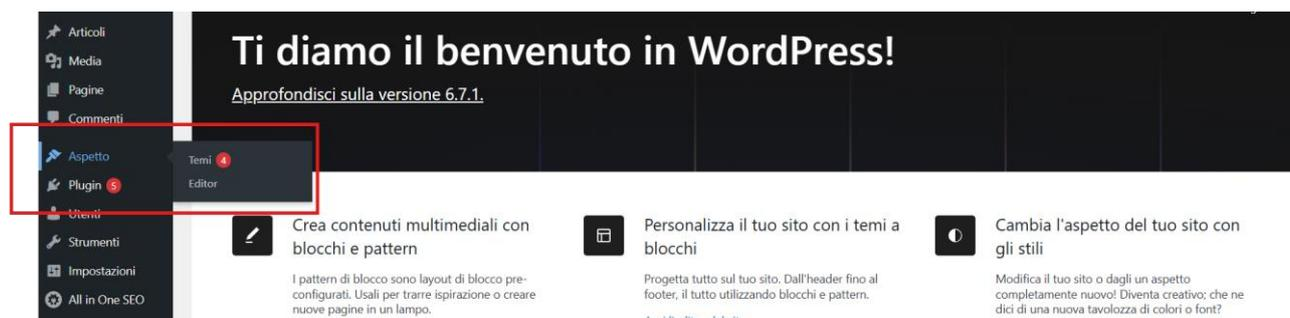 Articoli
Media
Pagine
Commenti
Aspetto
Plugin 5
Utenti
Strumenti
Impostazioni
All in One SEO
Temi 4
Editor
Ti diamo il benvenuto in WordPress!
Approfondisci sulla versione 6.7.1.
Crea contenuti multimediali con
blocchi e pattern
I pattern di blocco sono layout di blocco pre-
configurati. Usali per trarre ispirazione o creare
nuove pagine in un lampo.
Personalizza il tuo sito con i temi a
blocchi
Progetta tutto sul tuo sito. Dall'header fino al
footer, il tutto utilizzando blocchi e pattern.
Cambia l'aspetto del tuo sito con
gli stili
Modifica il tuo sito o dagli un aspetto
completamente nuovo! Diventa creativo; che ne
dici di una nuova tavolozza di colori o font?